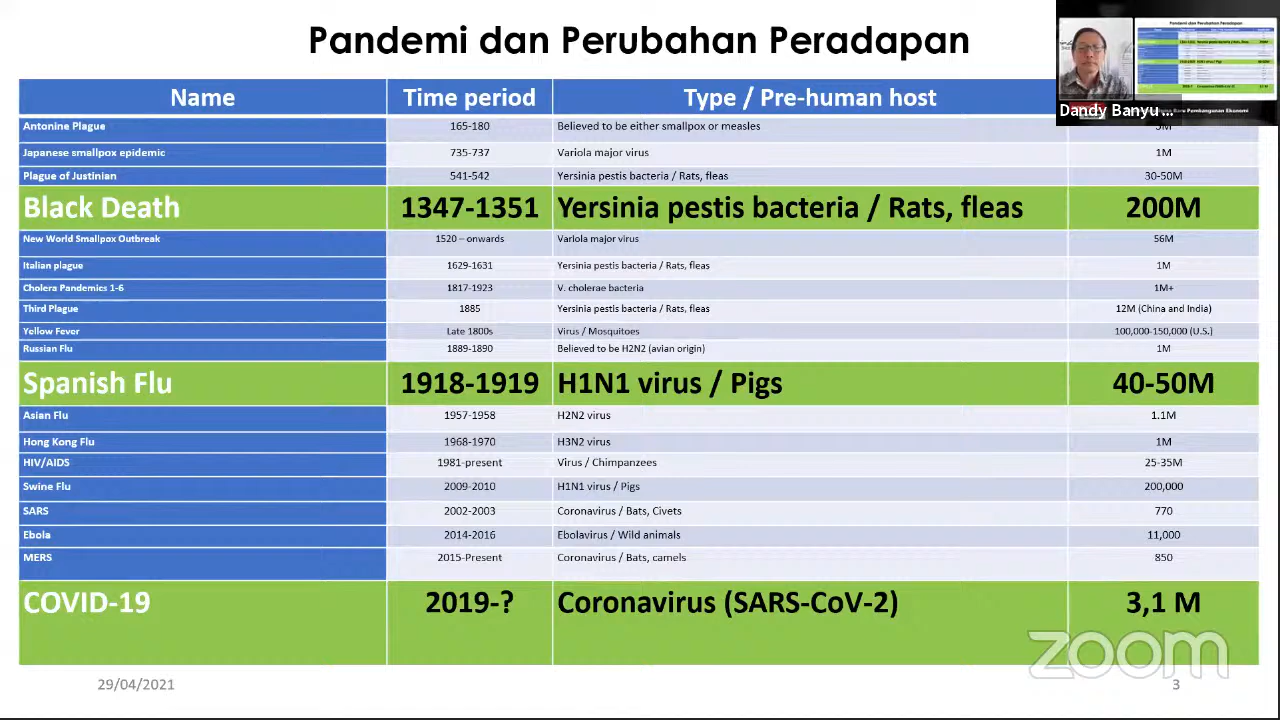 Pandemi dan Perubahan Peradap
Name Time period Type / Pre-human host
Antonine Plague 165-180 Believed to be either smallpox or measles 5M
Japanese smallpox epidemic 735-737 Variola major virus 1M
Plague of Justinian 541-542 Yersinia pestis bacteria / Rats, fleas 30-50M
Black Death 1347-1351 Yersinia pestis bacteria / Rats, fleas 200M
New World Smallpox Outbreak 1520 – onwards Variola major virus 56M
Italian plague 1629-1631 Yersinia pestis bacteria / Rats, fleas 1M
Cholera Pandemics 1-6 1817-1923 V. cholerae bacteria 1M+
Third Plague 1885 Yersinia pestis bacteria / Rats, fleas 12M (China and India)
Yellow Fever Late 1800s Virus / Mosquitoes 100,000-150,000 (U.S.)
Russian Flu 1889-1890 Believed to be H2N2 (avian origin) 1M
Spanish Flu 1918-1919 H1N1 virus / Pigs 40-50M
Asian Flu 1957-1958 H2N2 virus 1.1M
Hong Kong Flu 1968-1970 H3N2 virus 1M
HIV/AIDS 1981-present Virus / Chimpanzees 25-35M
Swine Flu 2009-2010 H1N1 virus / Pigs 200,000
SARS 2002-2003 Coronavirus / Bats, Civets 770
Ebola 2014-2016 Ebolavirus / Wild animals 11,000
MERS 2015-Present Coronavirus / Bats, camels 850
COVID-19 2019-? Coronavirus (SARS-CoV-2) 3,1 M
29/04/2021 3
zoom
Pandemi dan Perubahan Peradapan
Dandy Banyu ...
Pembangunan Ekonomi